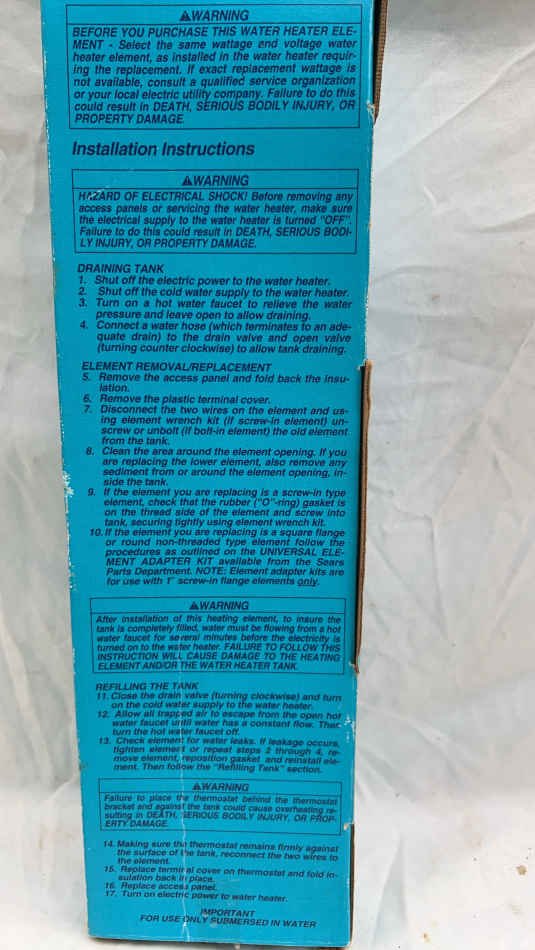 ⚠WARNING
BEFORE YOU PURCHASE THIS WATER HEATER ELE-
MENT - Select the same wattage and voltage water
heater element, as installed in the water heater requir-
ing the replacement. If exact replacement wattage is
not available, consult a qualified service organization
or your local electric utility company. Failure to do this
could result in DEATH, SERIOUS BODILY INJURY, OR
PROPERTY DAMAGE.
Installation Instructions
⚠WARNING
HAZARD OF ELECTRICAL SHOCK! Before removing any
access panels or servicing the water heater, make sure
the electrical supply to the water heater is turned "OFF".
Failure to do this could result in DEATH, SERIOUS BODI-
LY INJURY, OR PROPERTY DAMAGE.
DRAINING TANK
1. Shut off the electric power to the water heater.
2. Shut off the cold water supply to the water heater.
3. Turn on a hot water faucet to relieve the water
pressure and leave open to allow draining.
4. Connect a water hose (which terminates to an ade-
quate drain) to the drain valve and open valve
(turning counter clockwise) to allow tank draining.
ELEMENT REMOVAL/REPLACEMENT
5. Remove the access panel and fold back the insu-
lation.
6. Remove the plastic terminal cover.
7. Disconnect the two wires on the element and us-
ing element wrench kit (if screw-in element) un-
screw or unbolt (if bolt-in element) the old element
from the tank.
8. Clean the area around the element opening. If you
are replacing the lower element, also remove any
sediment from or around the element opening, in-
side the tank.
9. If the element you are replacing is a screw-in type
element, check that the rubber ("O"-ring) gasket is
on the thread side of the element and screw into
tank, securing tightly using element wrench kit.
10. If the element you are replacing is a square flange
or round non-threaded type element follow the
procedures as outlined on the UNIVERSAL ELE-
MENT ADAPTER KIT available from the Sears
Parts Department. NOTE: Element adapter kits are
for use with 1" screw-in flange elements only.
⚠WARNING
After installation of this heating element, to insure the
tank is completely filled, water must be flowing from a hot
water faucet for several minutes before the electricity is
turned on to the water heater. FAILURE TO FOLLOW THIS
INSTRUCTION WILL CAUSE DAMAGE TO THE HEATING
ELEMENT AND/OR THE WATER HEATER TANK.
REFILLING THE TANK
11. Close the drain valve (turning clockwise) and turn
on the cold water supply to the water heater.
12. Allow all trapped air to escape from the open hot
water faucet until water has a constant flow. Then
turn the hot water faucet off.
13. Check element for water leaks. If leakage occurs,
tighten element or repeat steps 2 through 4, re-
move element, reposition gasket and reinstall ele-
ment. Then follow the "Refilling Tank" section.
⚠WARNING
Failure to place the thermostat behind the thermostat
bracket and against the tank could cause overheating re-
sulting in DEATH, SERIOUS BODILY INJURY, OR PROP-
ERTY DAMAGE.
14. Making sure the thermostat remains firmly against
the surface of the tank, reconnect the two wires to
the element.
15. Replace terminal cover on thermostat and fold in-
sulation back in place.
16. Replace access panel.
17. Turn on electric power to water heater.
IMPORTANT
FOR USE ONLY SUBMERSED IN WATER